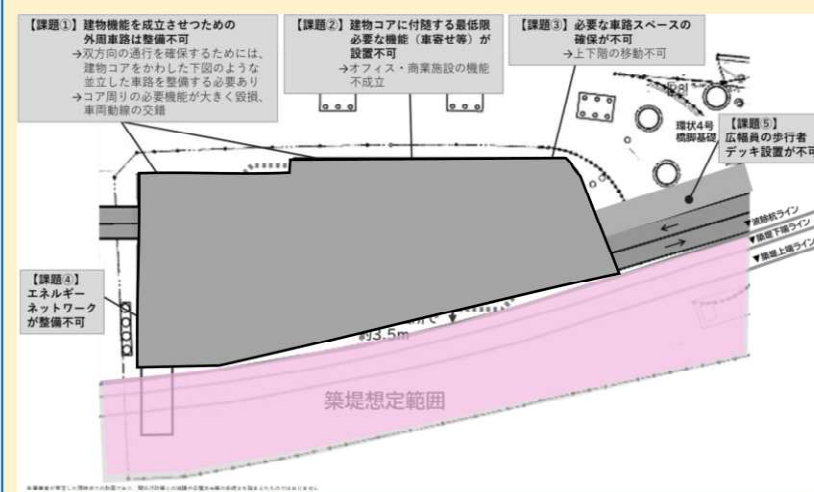 【課題①】建物機能を成立させつための
外周車路は整備不可
→双方向の通行を確保するためには、
建物コアをかわした下図のような
並立した車路を整備する必要あり
→コア周りの必要機能が大きく毀損、
車両動線の交錯
【課題②】建物コアに付随する最低限
必要な機能（車寄せ等）が
設置不可
→オフィス・商業施設の機能
不成立
【課題③】必要な車路スペースの
確保が不可
→上下階の移動不可
環状4号
橋脚基礎
【課題⑤】
広幅員の歩行者
デッキ設置が不可
▼波除杭ライン
▼築堤下端ライン
▼築堤上端ライン
【課題④】
エネルギー
ネットワーク
が整備不可
約3.5m
築堤想定範囲